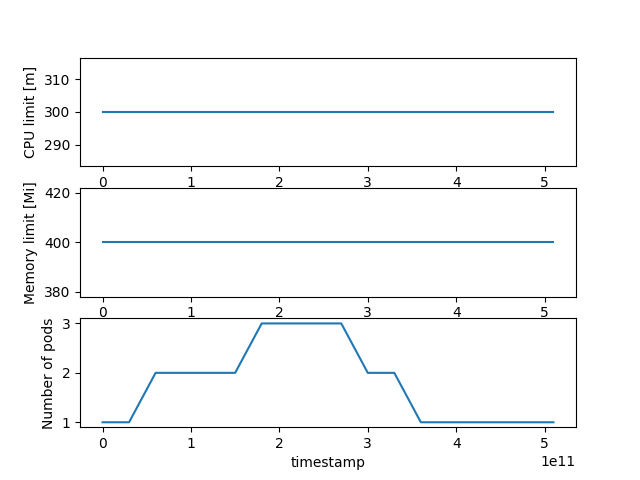 CPU limit [m]
310
300
290
0 1 2 3 4 5
Memory limit [Mi]
420
400
380
0 1 2 3 4 5
Number of pods
3
2
1
0 1 2 3 4 5
timestamp
1e11